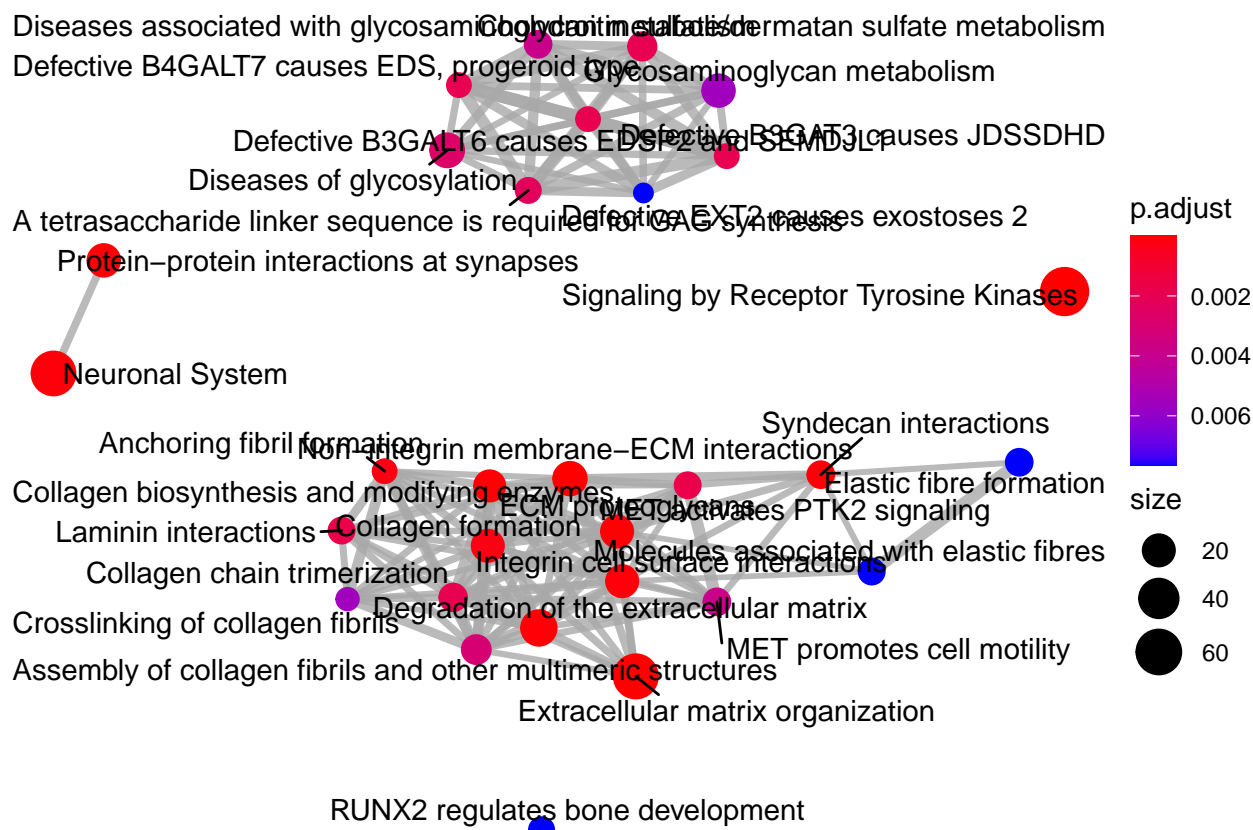 Diseases associated with glycosaminoglycan metabolism
Chondroitin sulfate/dermatan sulfate metabolism
Defective B4GALT7 causes EDS, progeroid type
Glycosaminoglycan metabolism
Defective B3GALT6 causes EDSP2 and SEMDJL1
Defective B3GAT3 causes JDSSDHD
Diseases of glycosylation
A tetrasaccharide linker sequence is required for GAG synthesis
Defective EXT2 causes exostoses 2
Protein−protein interactions at synapses
Signaling by Receptor Tyrosine Kinases
Neuronal System
Syndecan interactions
Anchoring fibril formation
Non−integrin membrane−ECM interactions
Elastic fibre formation
Collagen biosynthesis and modifying enzymes
ECM proteoglycans
MET activates PTK2 signaling
Laminin interactions
Collagen formation
Molecules associated with elastic fibres
Integrin cell surface interactions
Collagen chain trimerization
Degradation of the extracellular matrix
Crosslinking of collagen fibrils
MET promotes cell motility
Assembly of collagen fibrils and other multimeric structures
Extracellular matrix organization
RUNX2 regulates bone development
p.adjust
0.002
0.004
0.006
size
20
40
60